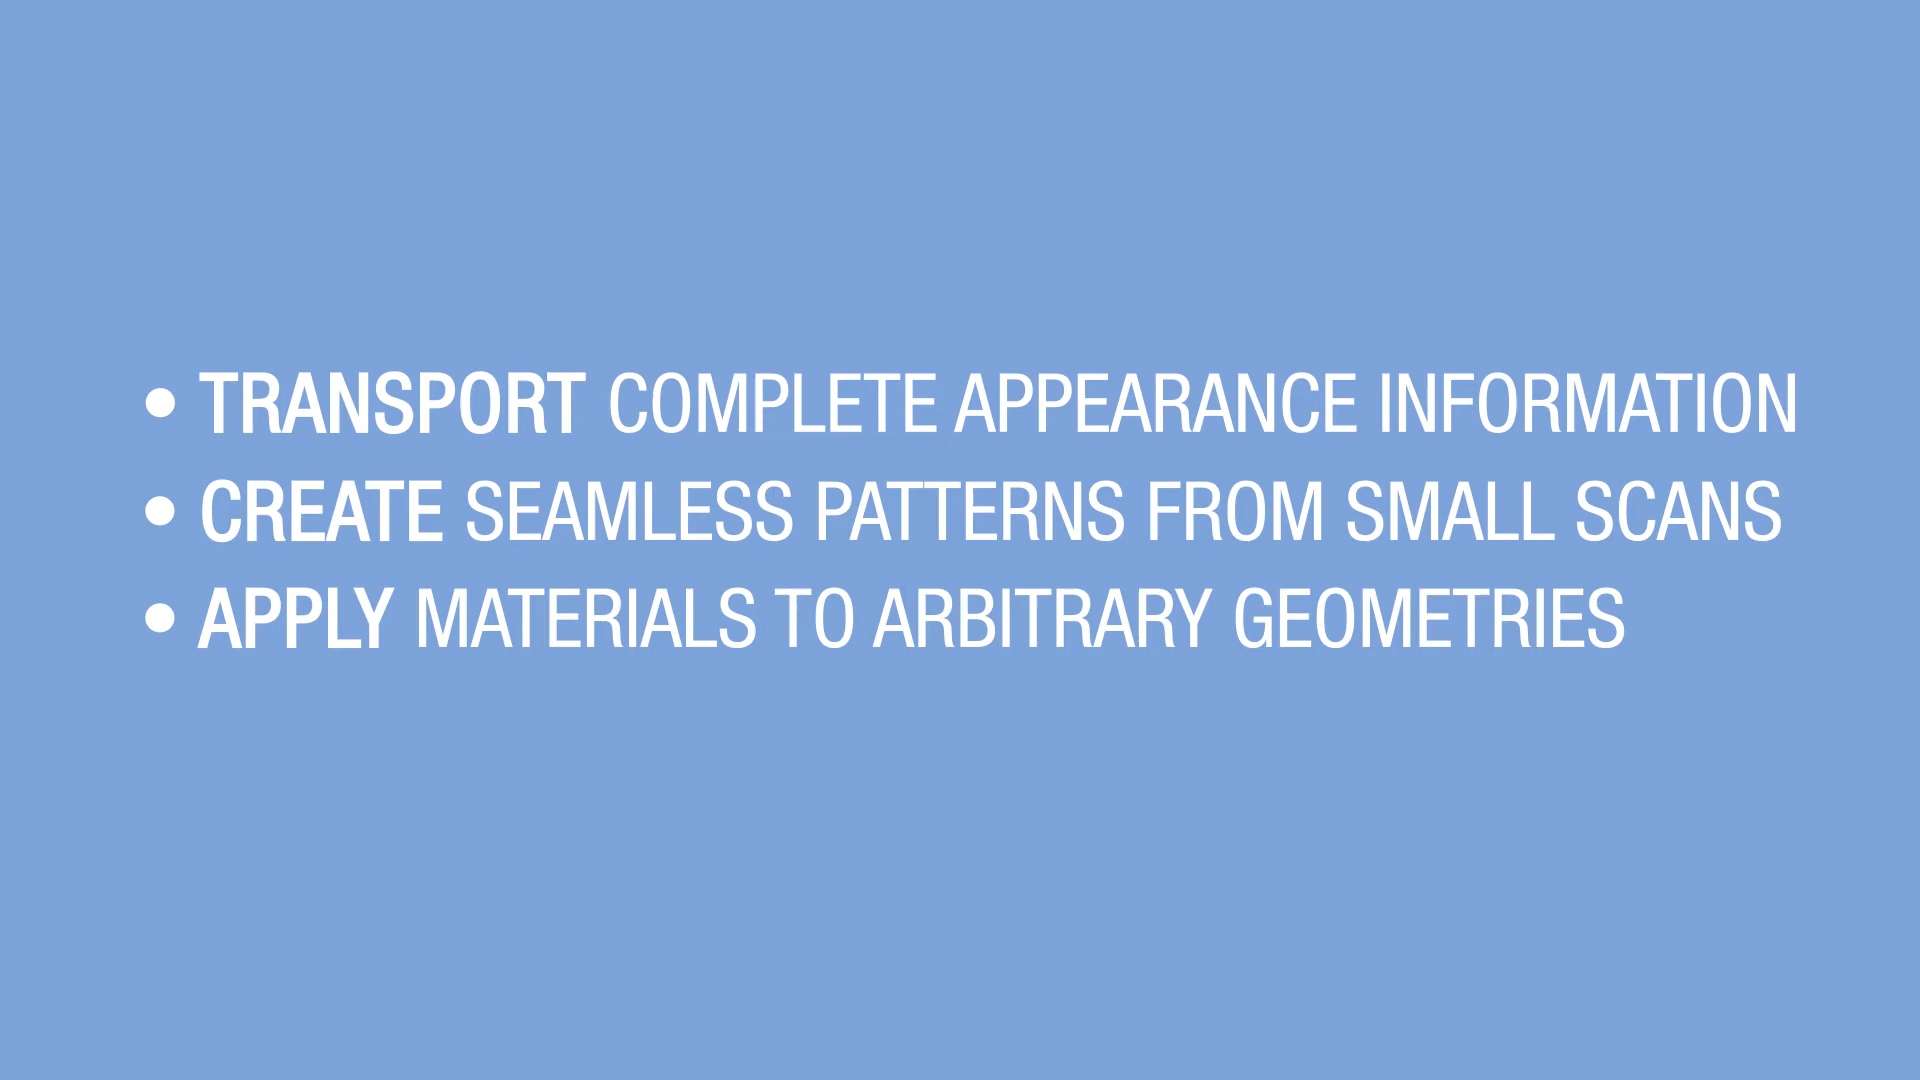 • TRANSPORT COMPLETE APPEARANCE INFORMATION
• CREATE SEAMLESS PATTERNS FROM SMALL SCANS
• APPLY MATERIALS TO ARBITRARY GEOMETRIES